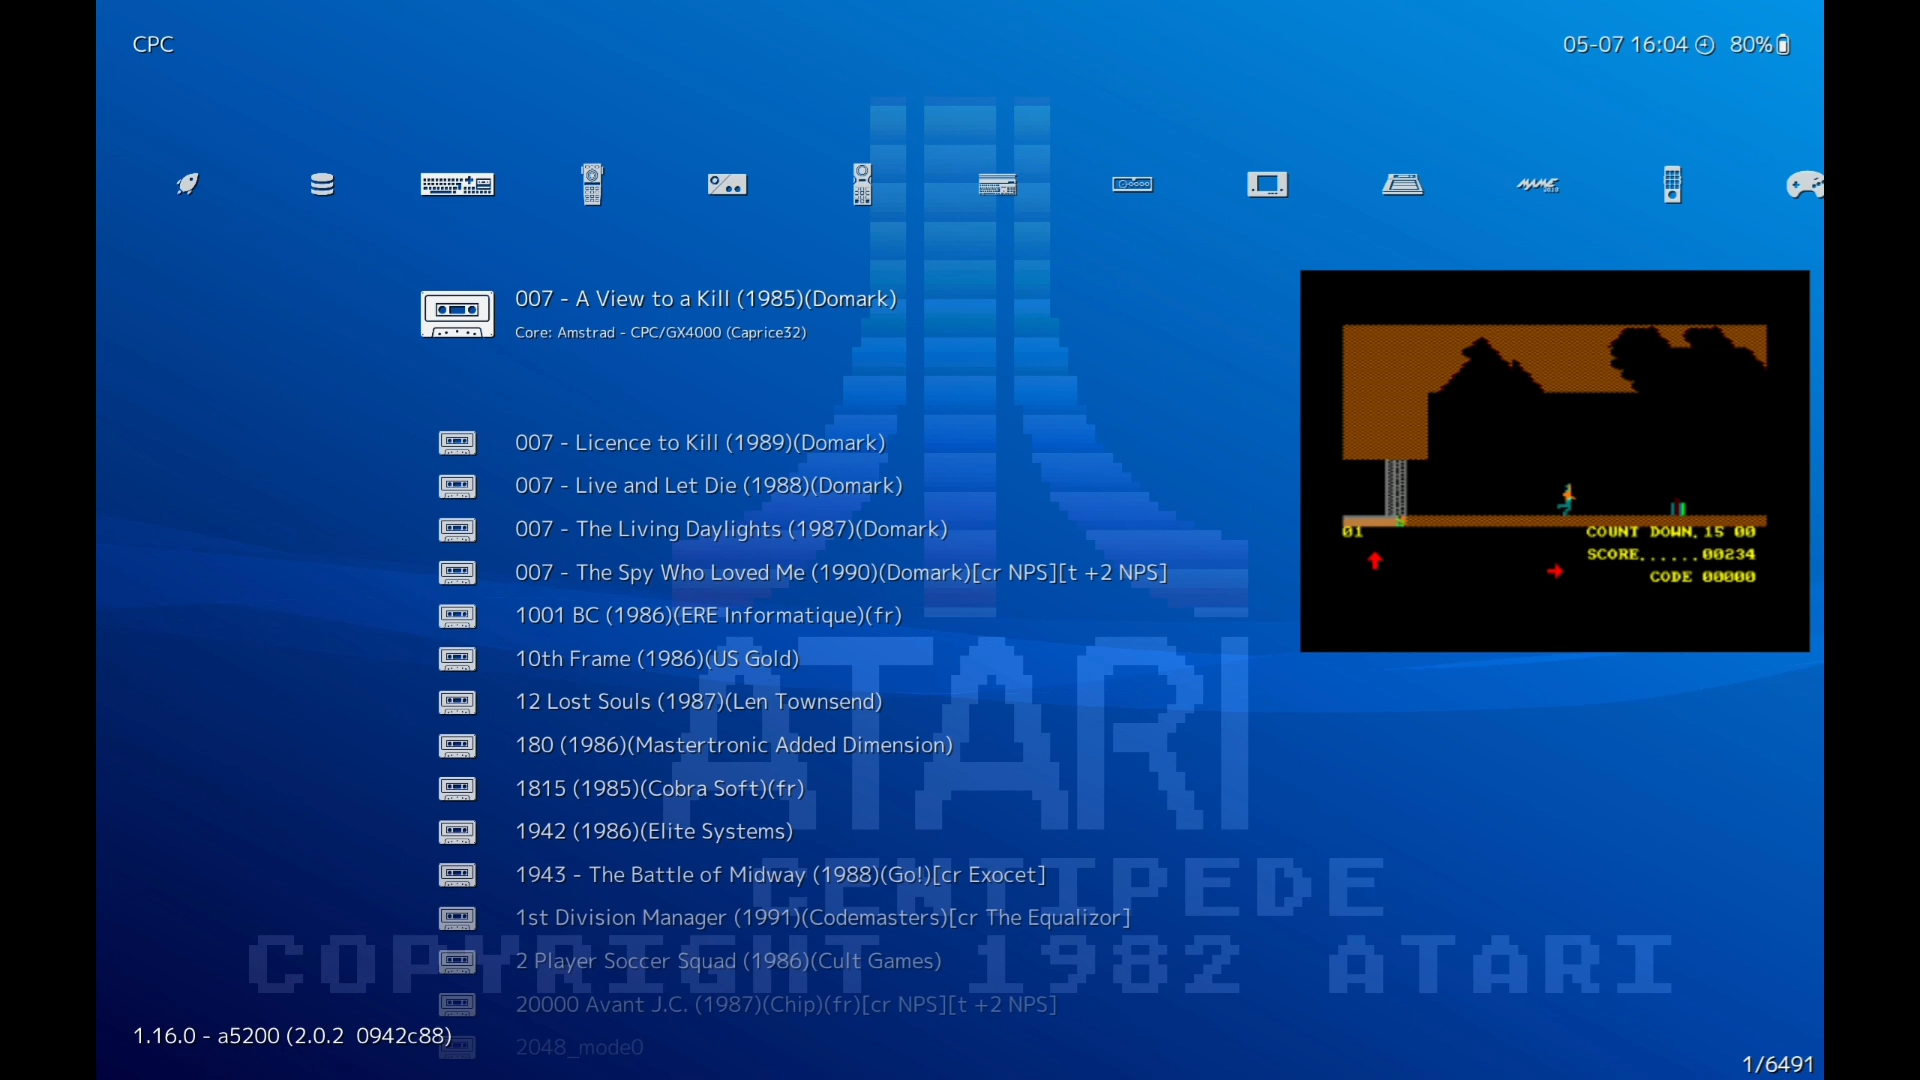 CPC
05-07 16:04 80%
MAME
007 - A View to a Kill (1985)(Domark)
Core: Amstrad - CPC/GX4000 (Caprice32)
007 - Licence to Kill (1989)(Domark)
007 - Live and Let Die (1988)(Domark)
007 - The Living Daylights (1987)(Domark)
007 - The Spy Who Loved Me (1990)(Domark)[cr NPS][t +2 NPS]
1001 BC (1986)(ERE Informatique)(fr)
10th Frame (1986)(US Gold)
12 Lost Souls (1987)(Len Townsend)
180 (1986)(Mastertronic Added Dimension)
1815 (1985)(Cobra Soft)(fr)
1942 (1986)(Elite Systems)
1943 - The Battle of Midway (1988)(Go!)[cr Exocet]
1st Division Manager (1991)(Codemasters)[cr The Equalizor]
2 Player Soccer Squad (1986)(Cult Games)
20000 Avant J.C. (1987)(Chip)(fr)[cr NPS][t +2 NPS]
2048_mode0
01 COUNT DOWN.15 00
SCORE......00234
CODE 00000
ATARI
CENTIPEDE
COPYRIGHT 1982 ATARI
1.16.0 - a5200 (2.0.2 0942c88)
1/6491